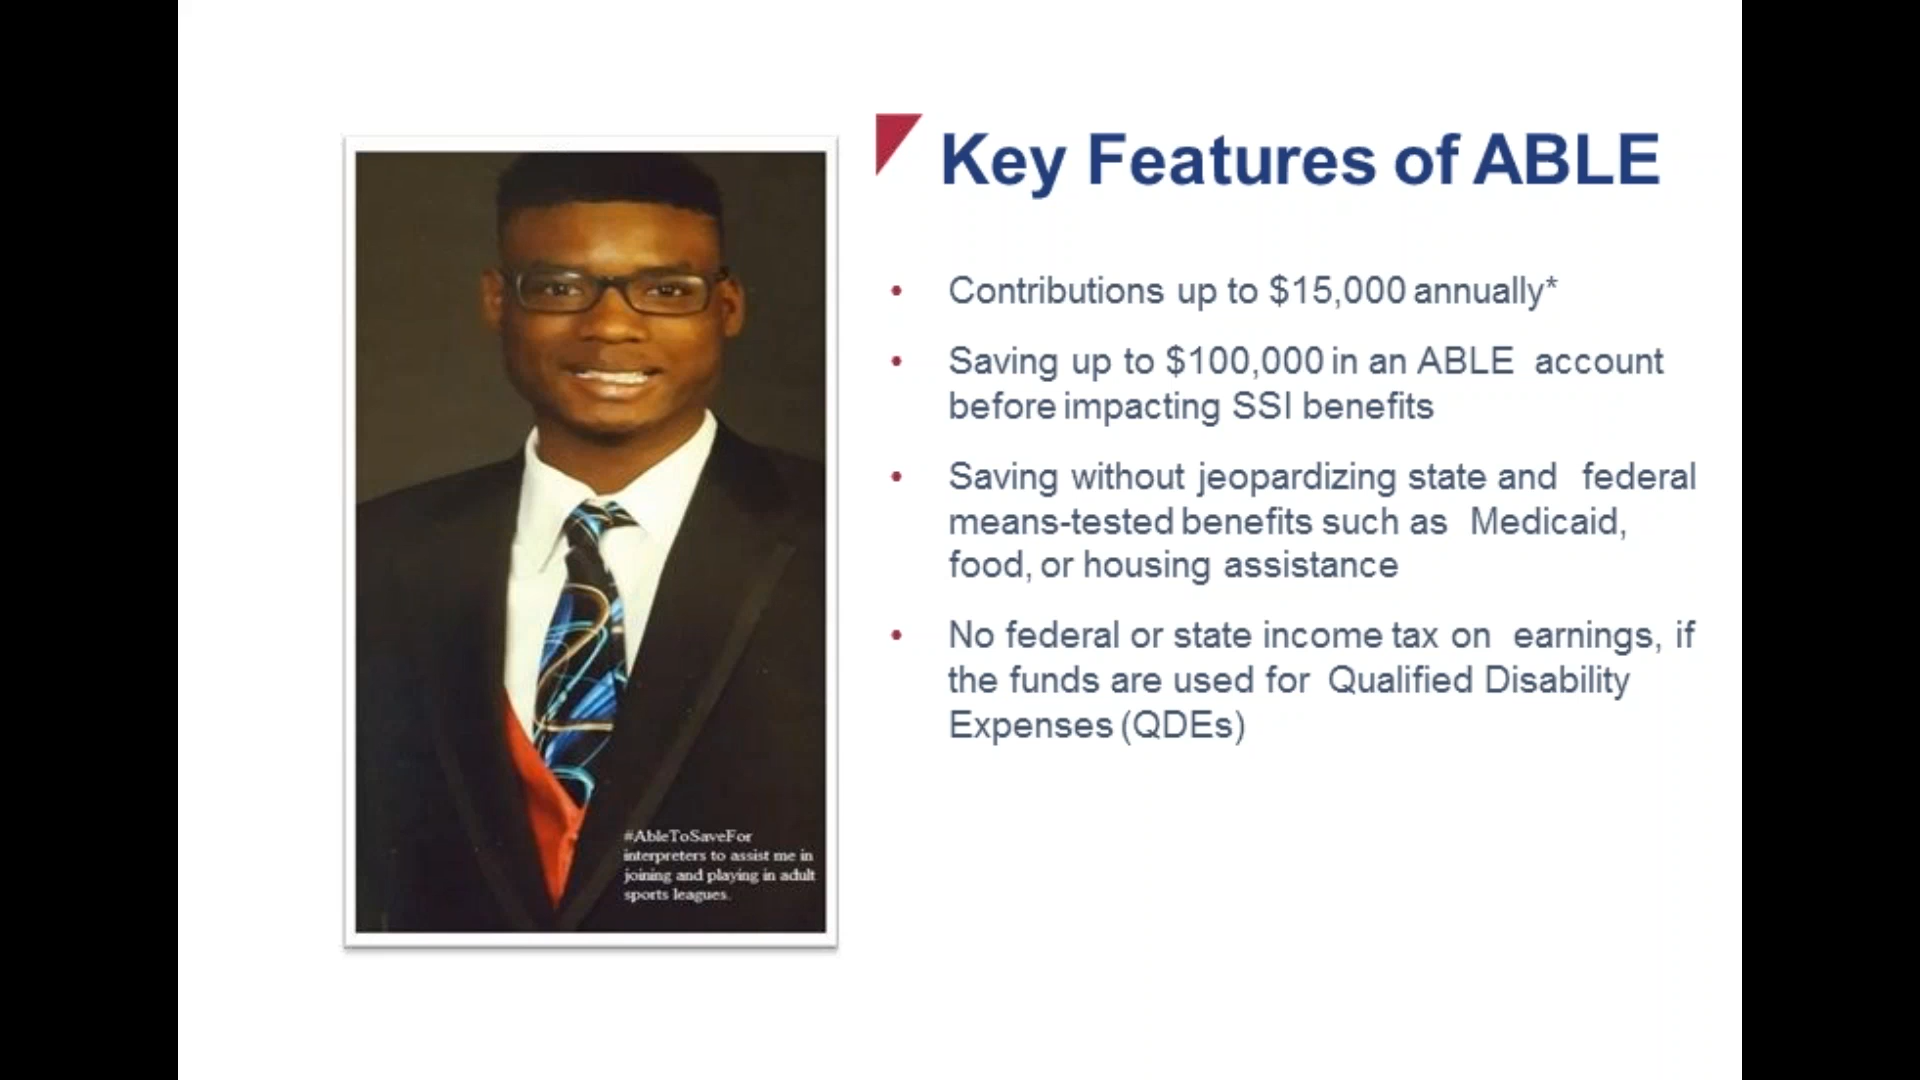 Key Features of ABLE
• Contributions up to $15,000 annually*
• Saving up to $100,000 in an ABLE account
before impacting SSI benefits
• Saving without jeopardizing state and federal
means-tested benefits such as Medicaid,
food, or housing assistance
• No federal or state income tax on earnings, if
the funds are used for Qualified Disability
Expenses (QDEs)
#AbleToSaveFor
interpreters to assist me in
joining and playing in adult
sports leagues.